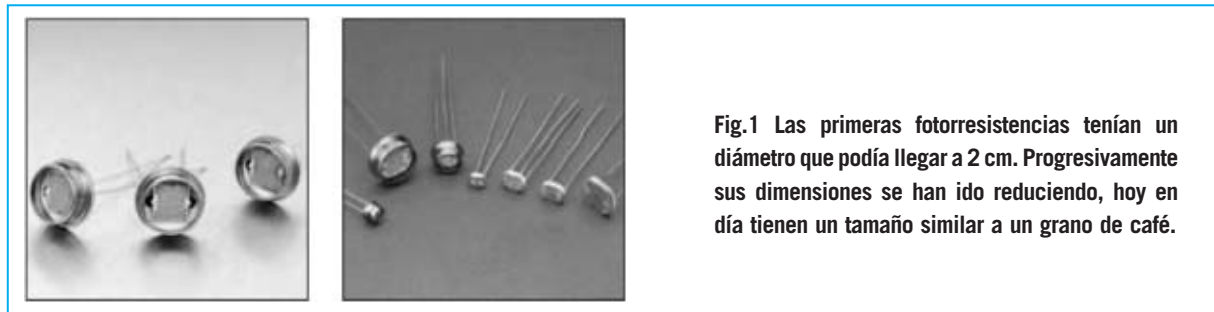 Fig.1 Las primeras fotorresistencias tenían un
diámetro que podía llegar a 2 cm. Progresivamente
sus dimensiones se han ido reduciendo, hoy en
día tienen un tamaño similar a un grano de café.